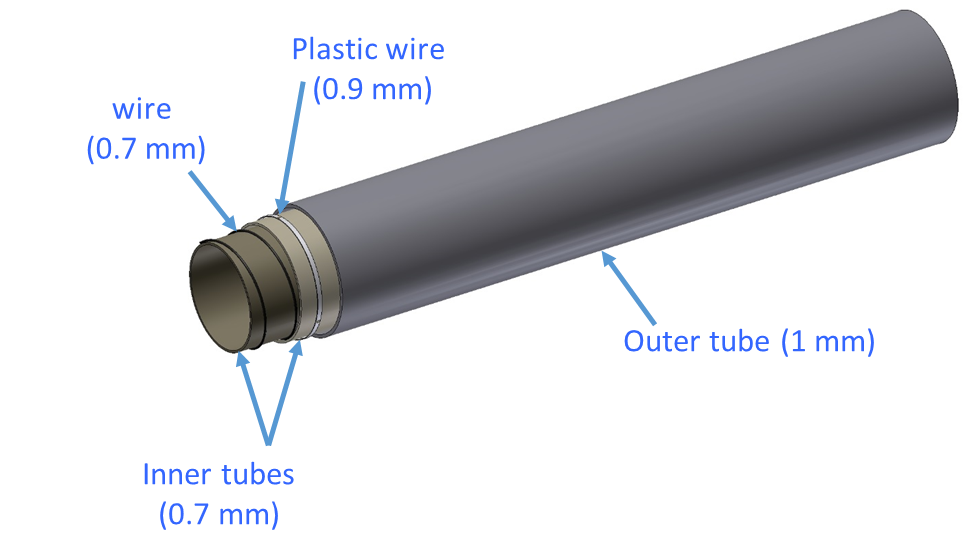 Plastic wire
(0.9 mm)
wire
(0.7 mm)
Outer tube (1 mm)
Inner tubes
(0.7 mm)